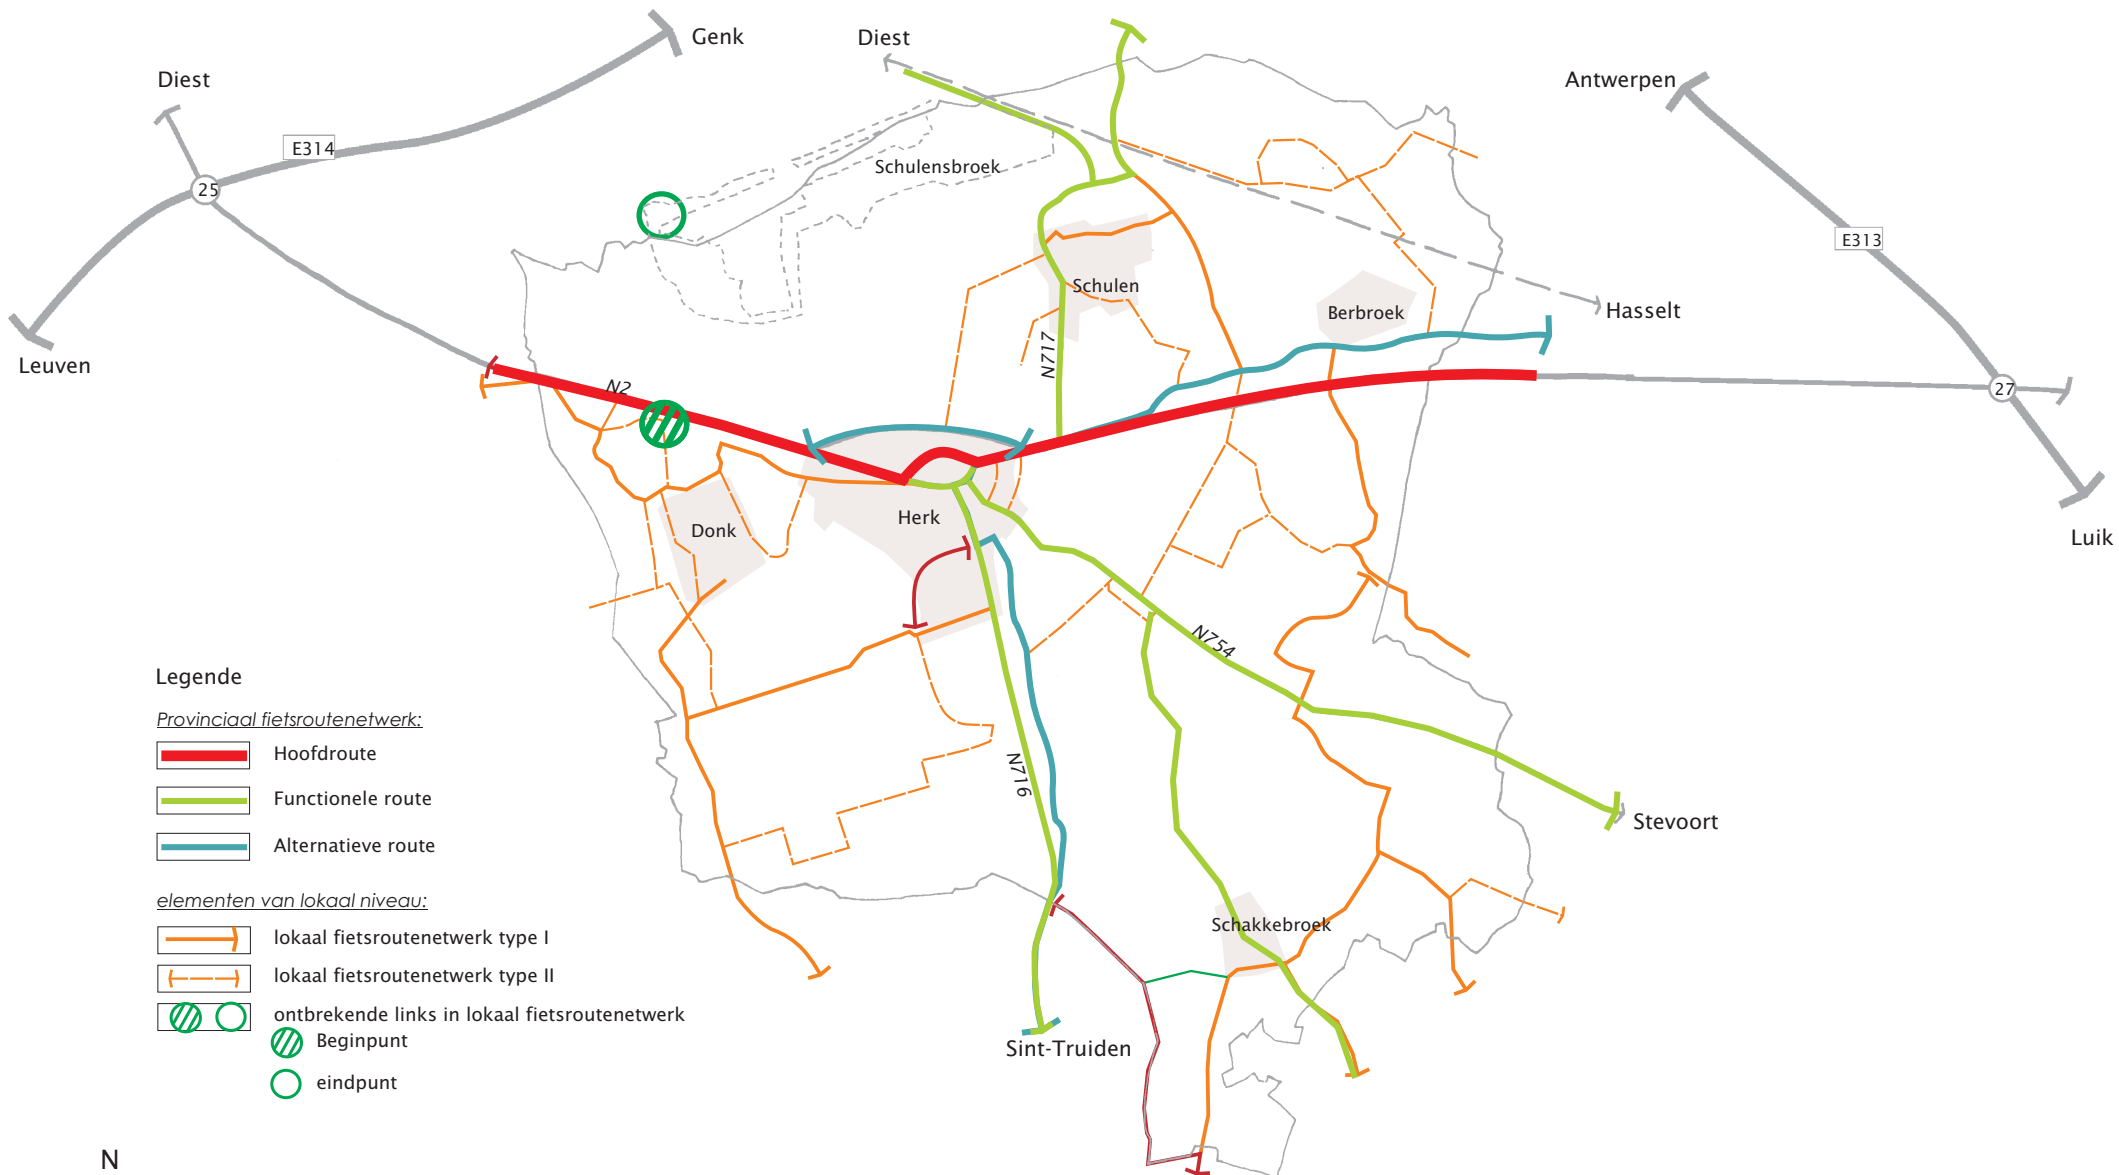 Genk
Diest
Diest
Antwerpen
E314
Schulensbroek
25
E313
Schulen
Berbroek
Hasselt
N717
Leuven
N2
27
Herk
Donk
Luik
N754
N716
Stevoort
Schakkebroek
Sint-Truiden
Legende
Provinciaal fietsroutenetwerk:
Hoofdroute
Functionele route
Alternatieve route
elementen van lokaal niveau:
lokaal fietsroutenetwerk type I
lokaal fietsroutenetwerk type II
ontbrekende links in lokaal fietsroutenetwerk
Beginpunt
eindpunt
N